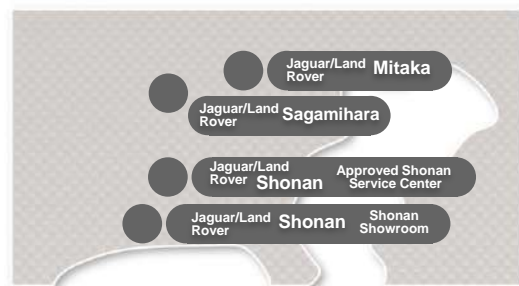 Jaguar/Land Rover Mitaka
Jaguar/Land Rover Sagamihara
Jaguar/Land Rover Shonan Approved Shonan Service Center
Jaguar/Land Rover Shonan Shonan Showroom